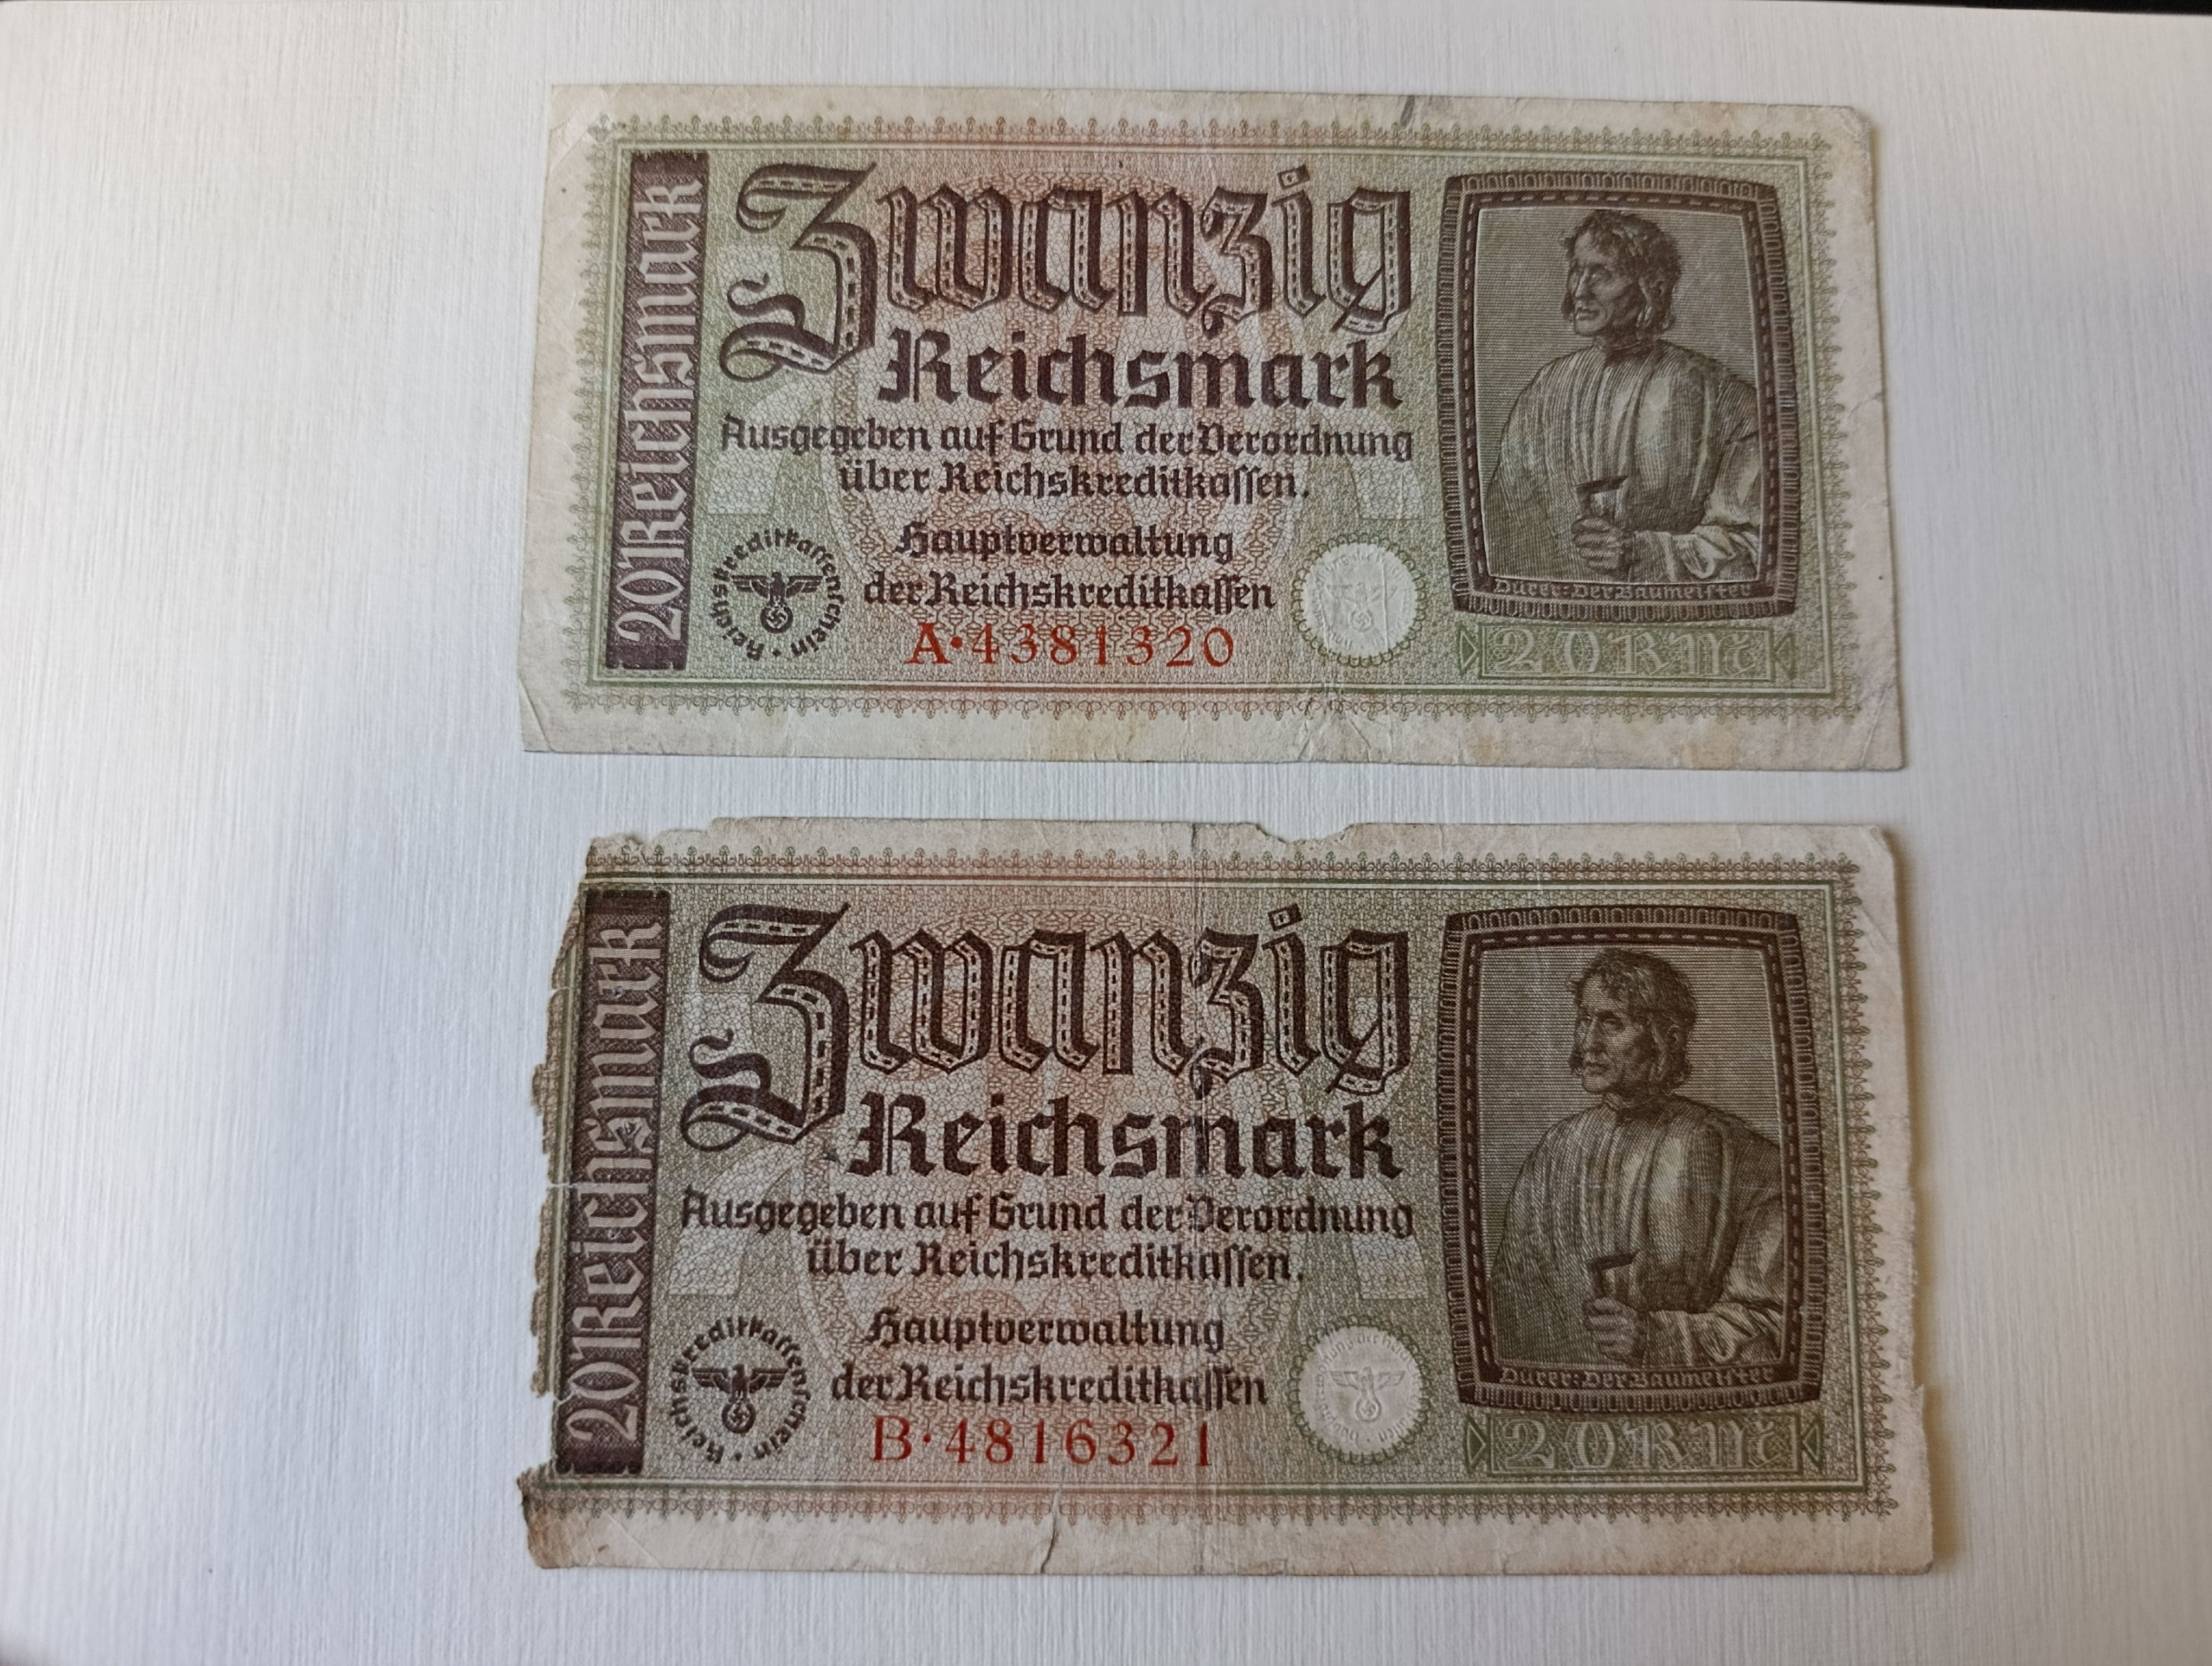 20 Reichsmark
Zwanzig
Reichsmark
Ausgegeben auf Grund der Verordnung
über Reichskreditkassen.
Hauptverwaltung
der Reichskreditkassen
Reichskreditkassenschein
A·4381320
Dürer: Der Baumeister
20 RM
20 Reichsmark
Zwanzig
Reichsmark
Ausgegeben auf Grund der Verordnung
über Reichskreditkassen.
Hauptverwaltung
der Reichskreditkassen
Reichskreditkassenschein
B·4816321
Dürer: Der Baumeister
20 RM